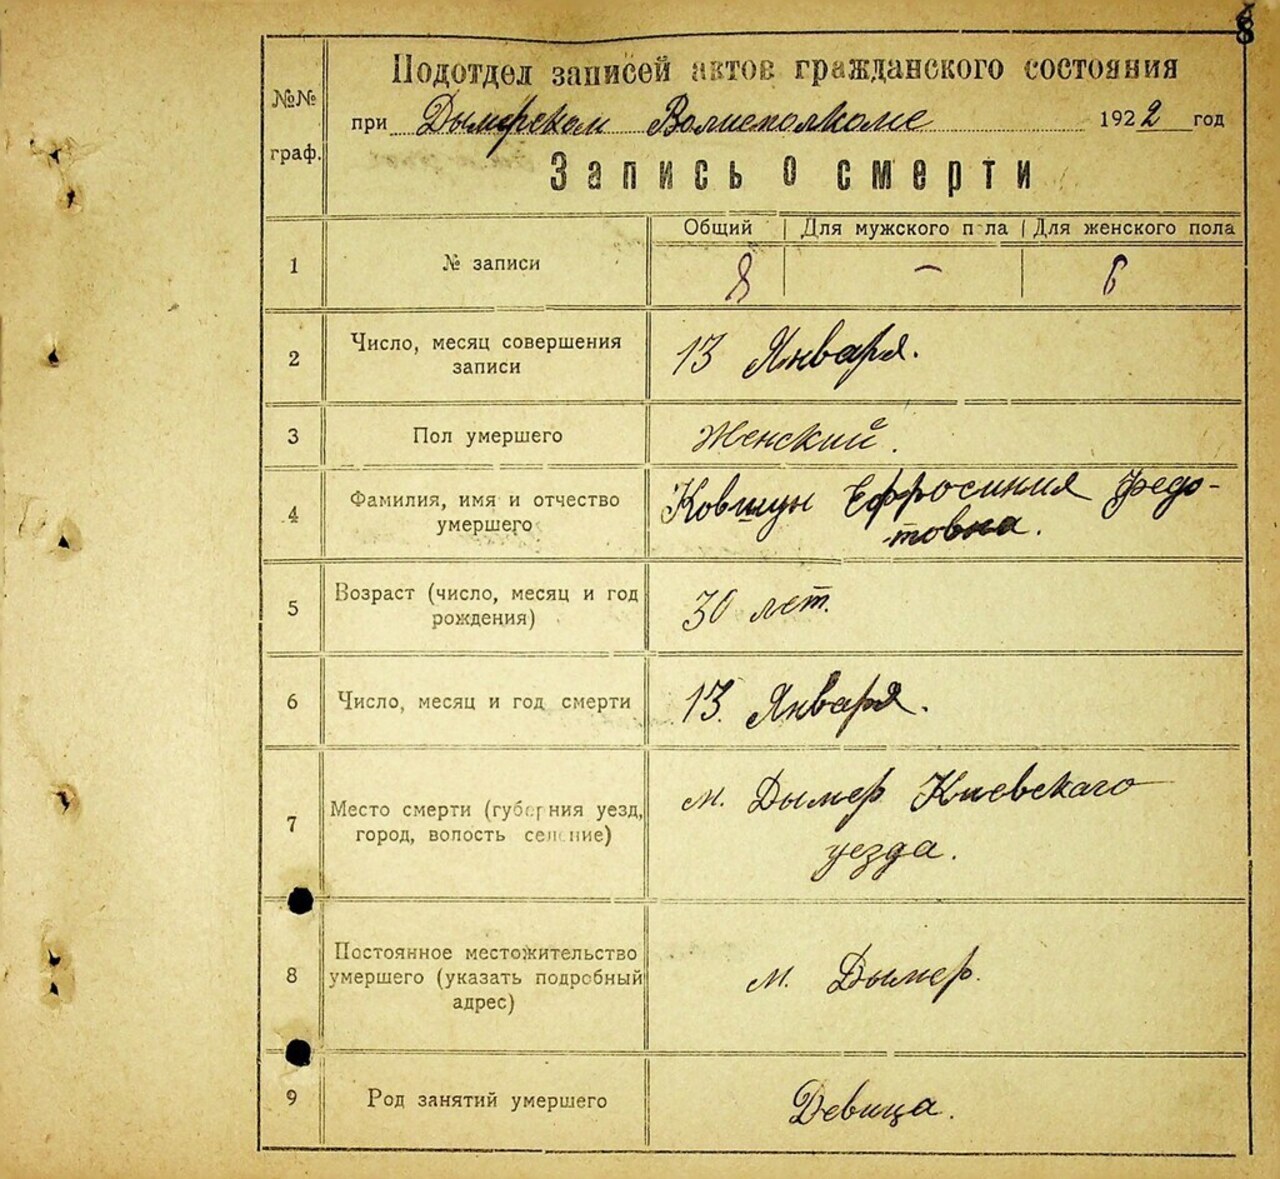 8
№№ граф.
Подотдел записей актов гражданского состояния
при Дымерском Волисполкоме 1922 год
Запись о смерти
Общий Для мужского пола Для женского пола
1 № записи 8 — 6
2 Число, месяц совершения
записи
13 Января.
3 Пол умершего Женский.
4 Фамилия, имя и отчество
умершего
Ковшун Ефросиния Федо-
товна.
5 Возраст (число, месяц и год
рождения)
30 лет.
6 Число, месяц и год смерти 13. Января.
7 Место смерти (губерния уезд,
город, волость селение)
м. Дымер Киевскаго
уезда.
8 Постоянное местожительство
умершего (указать подробный
адрес)
м. Дымер.
9 Род занятий умершего Девица.